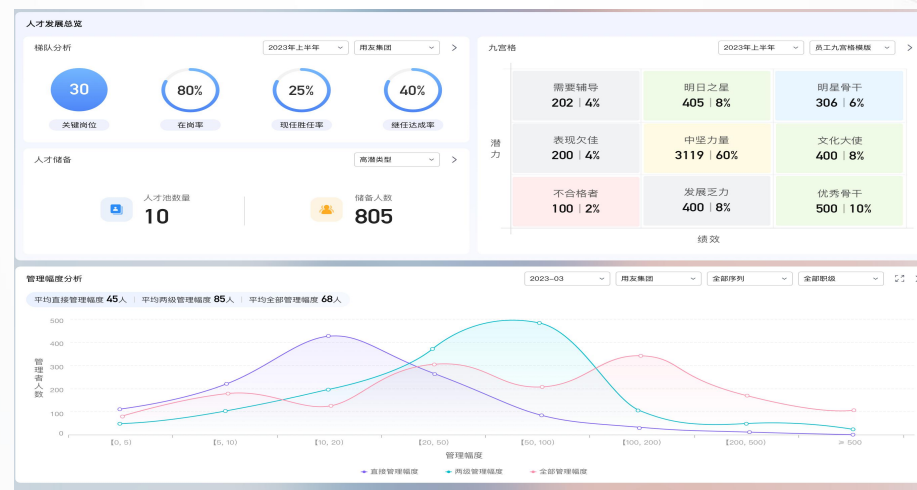 人才发展总览
梯队分析
2023年上半年
用友集团
30
80%
25%
40%
关键岗位
在岗率
现任胜任率
继任达成率
人才储备
高潜类型
人才池数量
10
储备人数
805
九宫格
2023年上半年
员工九宫格模版
潜力
需要辅导
202 | 4%
明日之星
405 | 8%
明星骨干
306 | 6%
表现欠佳
200 | 4%
中坚力量
3119 | 60%
文化大使
400 | 8%
不合格者
100 | 2%
发展乏力
400 | 8%
优秀骨干
500 | 10%
绩效
管理幅度分析
2023-03
用友集团
全部序列
全部职级
平均直接管理幅度 45人 | 平均两级管理幅度 85人 | 平均全部管理幅度 68人
管理者人数
500
400
300
200
100
0
【0, 5)
【5, 10)
【10, 20)
【20, 50)
【50, 100)
【100, 200)
【200, 500)
≥ 500
管理幅度
直接管理幅度
两级管理幅度
全部管理幅度